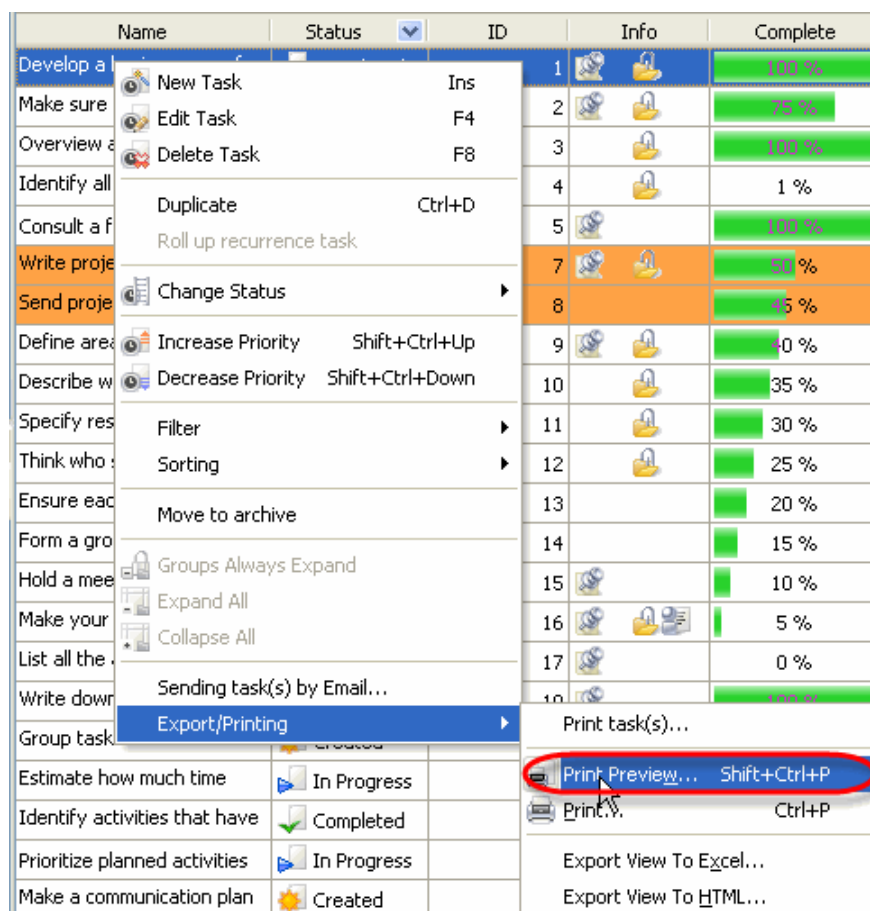 Name Status ID Info Complete
Develop a 1 100 %
New Task Ins
Make sure 2 75 %
Edit Task F4
Overview 3 100 %
Delete Task F8
Identify all 4 1 %
Duplicate Ctrl+D
Consult a f 5 100 %
Roll up recurrence task
Write proje 7 50 %
Change Status
Send proje 8 45 %
Define area 9 40 %
Increase Priority Shift+Ctrl+Up
Describe w 10 35 %
Decrease Priority Shift+Ctrl+Down
Specify res 11 30 %
Filter
Think who 12 25 %
Sorting
Ensure eac 13 20 %
Move to archive
Form a gro 14 15 %
Groups Always Expand
Hold a mee 15 10 %
Expand All
Make your 16 5 %
Collapse All
List all the 17 0 %
Sending task(s) by Email...
Write down 100 %
Export/Printing Print task(s)...
Group task Created
Estimate how much time In Progress
Print Preview... Shift+Ctrl+P
Identify activities that have Completed
Print... Ctrl+P
Prioritize planned activities In Progress
Export View To Excel...
Make a communication plan Created
Export View To HTML...